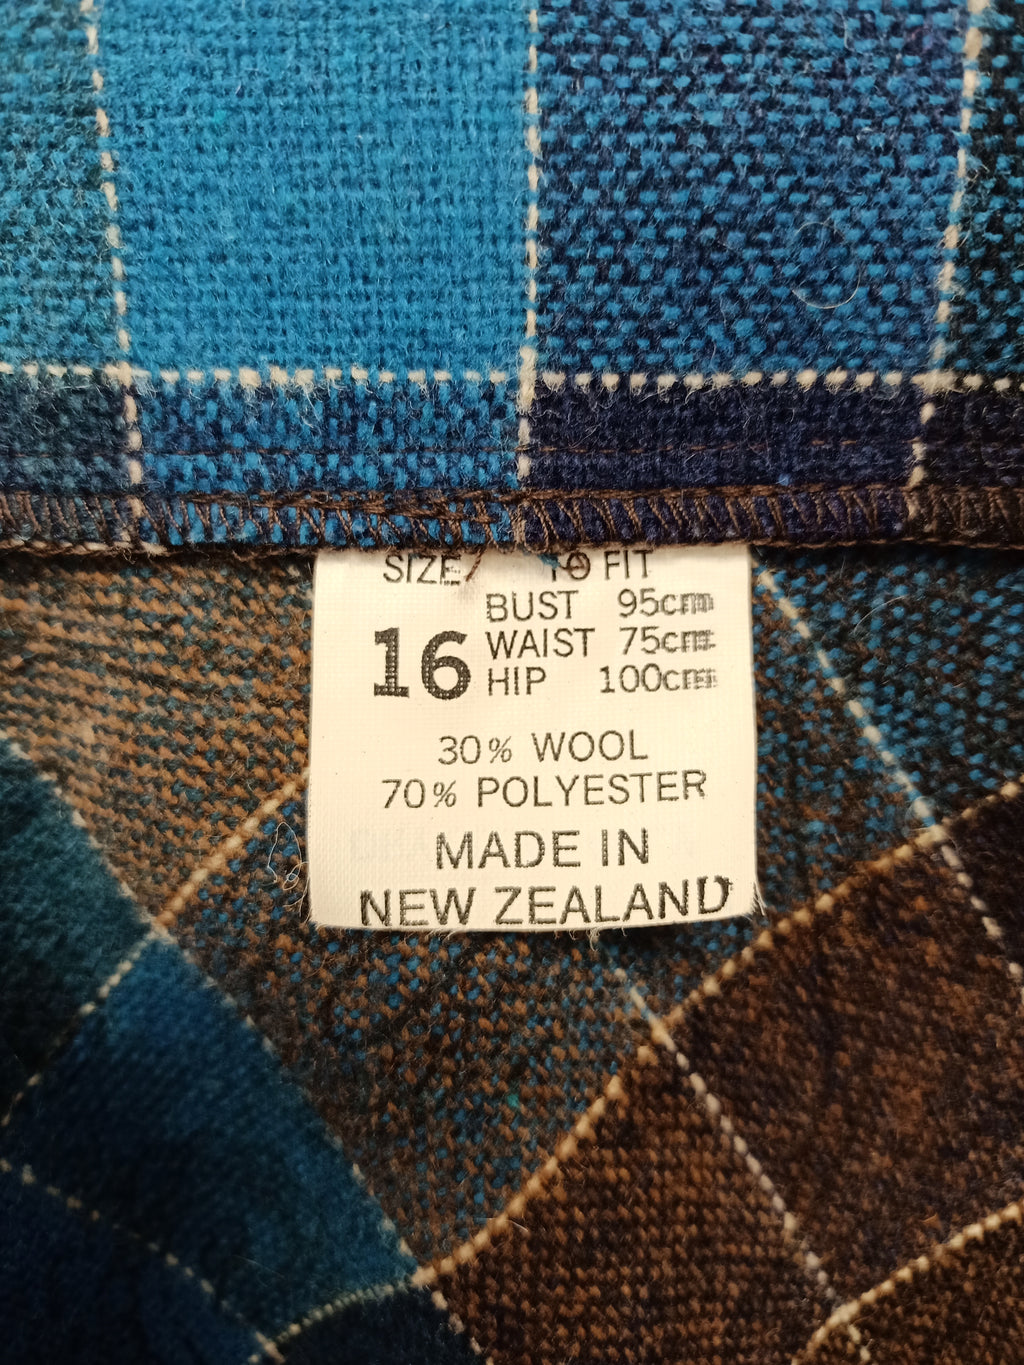 SIZE TO FIT
BUST 95cm
16 WAIST 75cm
HIP 100cm
30% WOOL
70% POLYESTER
MADE IN
NEW ZEALAND